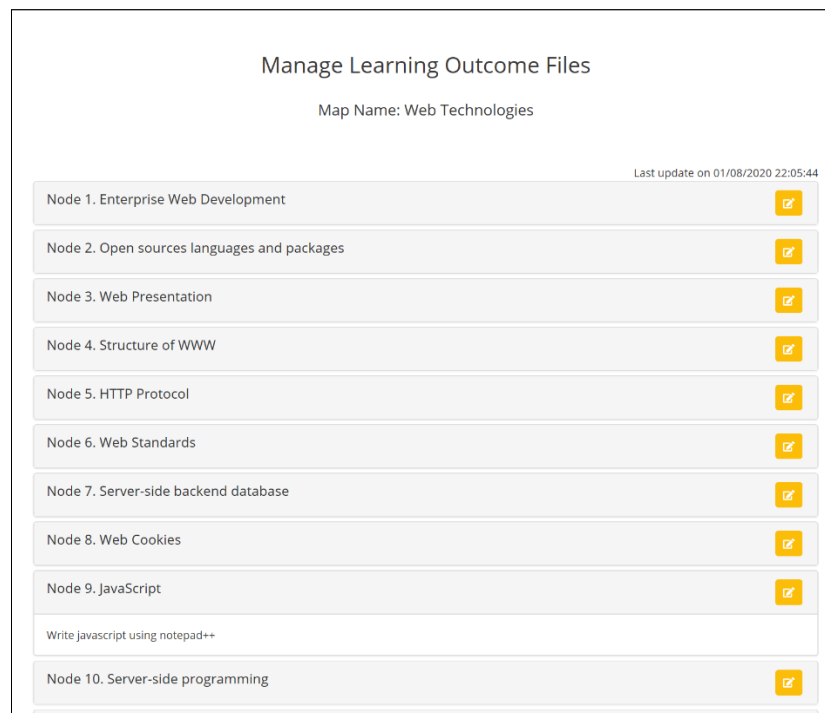 Manage Learning Outcome Files
Map Name: Web Technologies
Last update on 01/08/2020 22:05:44
Node 1. Enterprise Web Development
Node 2. Open sources languages and packages
Node 3. Web Presentation
Node 4. Structure of WWW
Node 5. HTTP Protocol
Node 6. Web Standards
Node 7. Server-side backend database
Node 8. Web Cookies
Node 9. JavaScript
Write javascript using notepad++
Node 10. Server-side programming